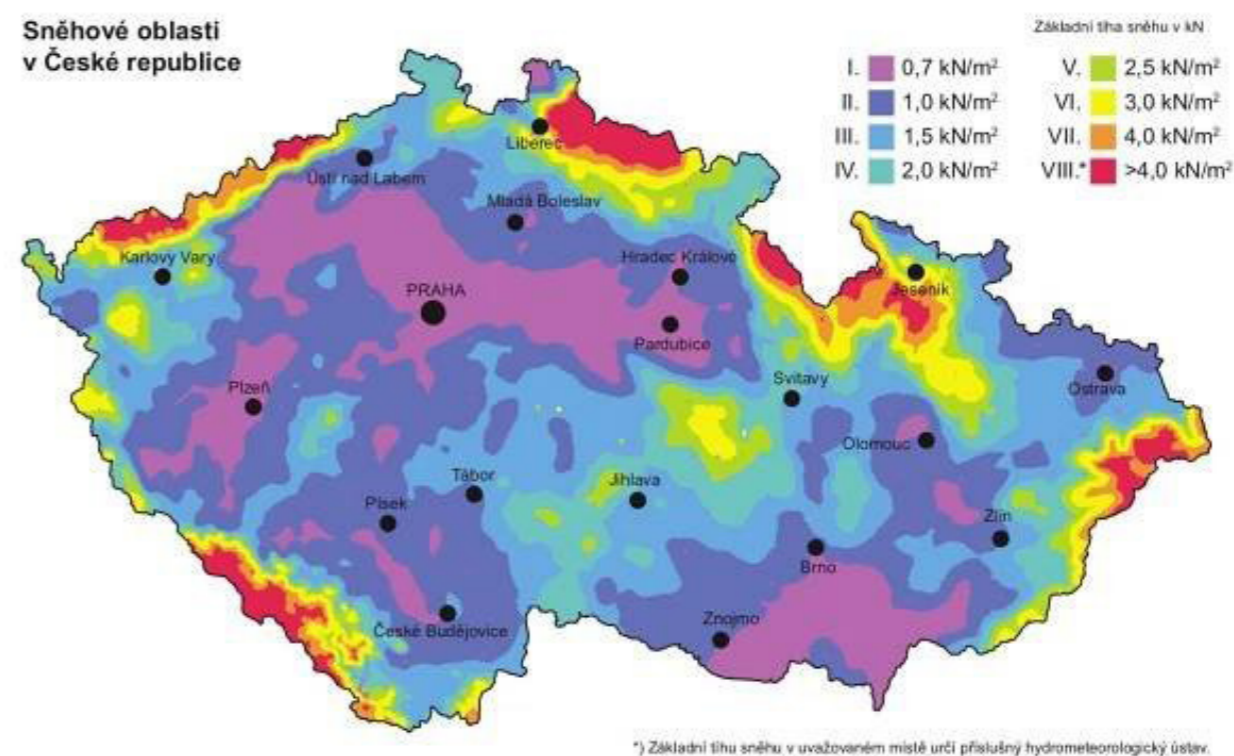 Sněhové oblasti
v České republice
Základní tíha sněhu v kN
I. 0,7 kN/m²
II. 1,0 kN/m²
III. 1,5 kN/m²
IV. 2,0 kN/m²
V. 2,5 kN/m²
VI. 3,0 kN/m²
VII. 4,0 kN/m²
VIII.* >4,0 kN/m²
Liberec
Ústí nad Labem
Mladá Boleslav
Karlovy Vary
Hradec Králové
Jeseník
PRAHA
Pardubice
Plzeň
Svitavy
Ostrava
Olomouc
Tábor
Jihlava
Písek
Zlín
Brno
České Budějovice
Znojmo
*) Základní tíhu sněhu v uvažovaném místě určí příslušný hydrometeorologický ústav.